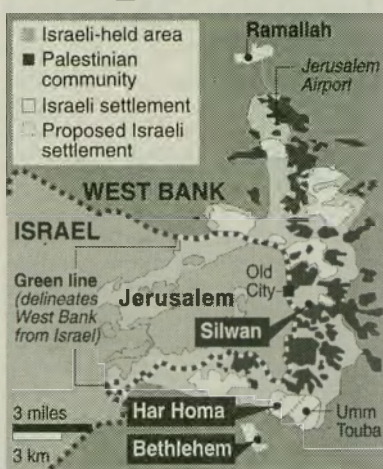 Israeli-held area
Palestinian
community
Israeli settlement
Proposed Israeli
settlement
Ramallah
Jerusalem
Airport
WEST BANK
ISRAEL
Green line
(delineates
West Bank
from Israel)
Jerusalem
Old
City
Silwan
3 miles
3 km
Har Homa
Umm
Touba
Bethlehem